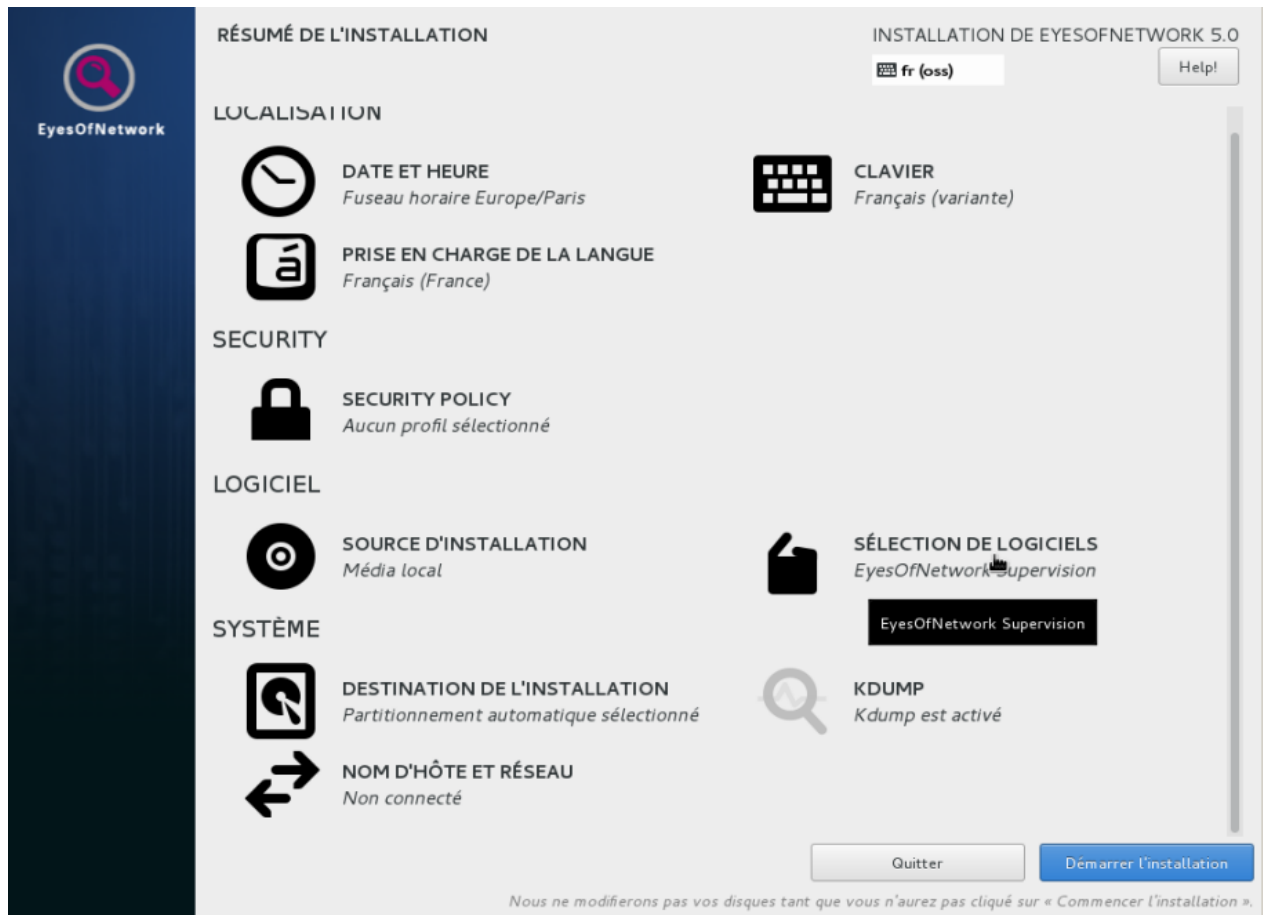 RÉSUMÉ DE L'INSTALLATION
INSTALLATION DE EYESOFNETWORK 5.0
fr (oss)
Help!
EyesOfNetwork
LOCALISATION
DATE ET HEURE
Fuseau horaire Europe/Paris
CLAVIER
Français (variante)
á
PRISE EN CHARGE DE LA LANGUE
Français (France)
SECURITY
SECURITY POLICY
Aucun profil sélectionné
LOGICIEL
SOURCE D'INSTALLATION
Média local
SÉLECTION DE LOGICIELS
EyesOfNetwork Supervision
EyesOfNetwork Supervision
SYSTÈME
DESTINATION DE L'INSTALLATION
Partitionnement automatique sélectionné
KDUMP
Kdump est activé
NOM D'HÔTE ET RÉSEAU
Non connecté
Quitter
Démarrer l'installation
Nous ne modifierons pas vos disques tant que vous n'aurez pas cliqué sur « Commencer l'installation ».